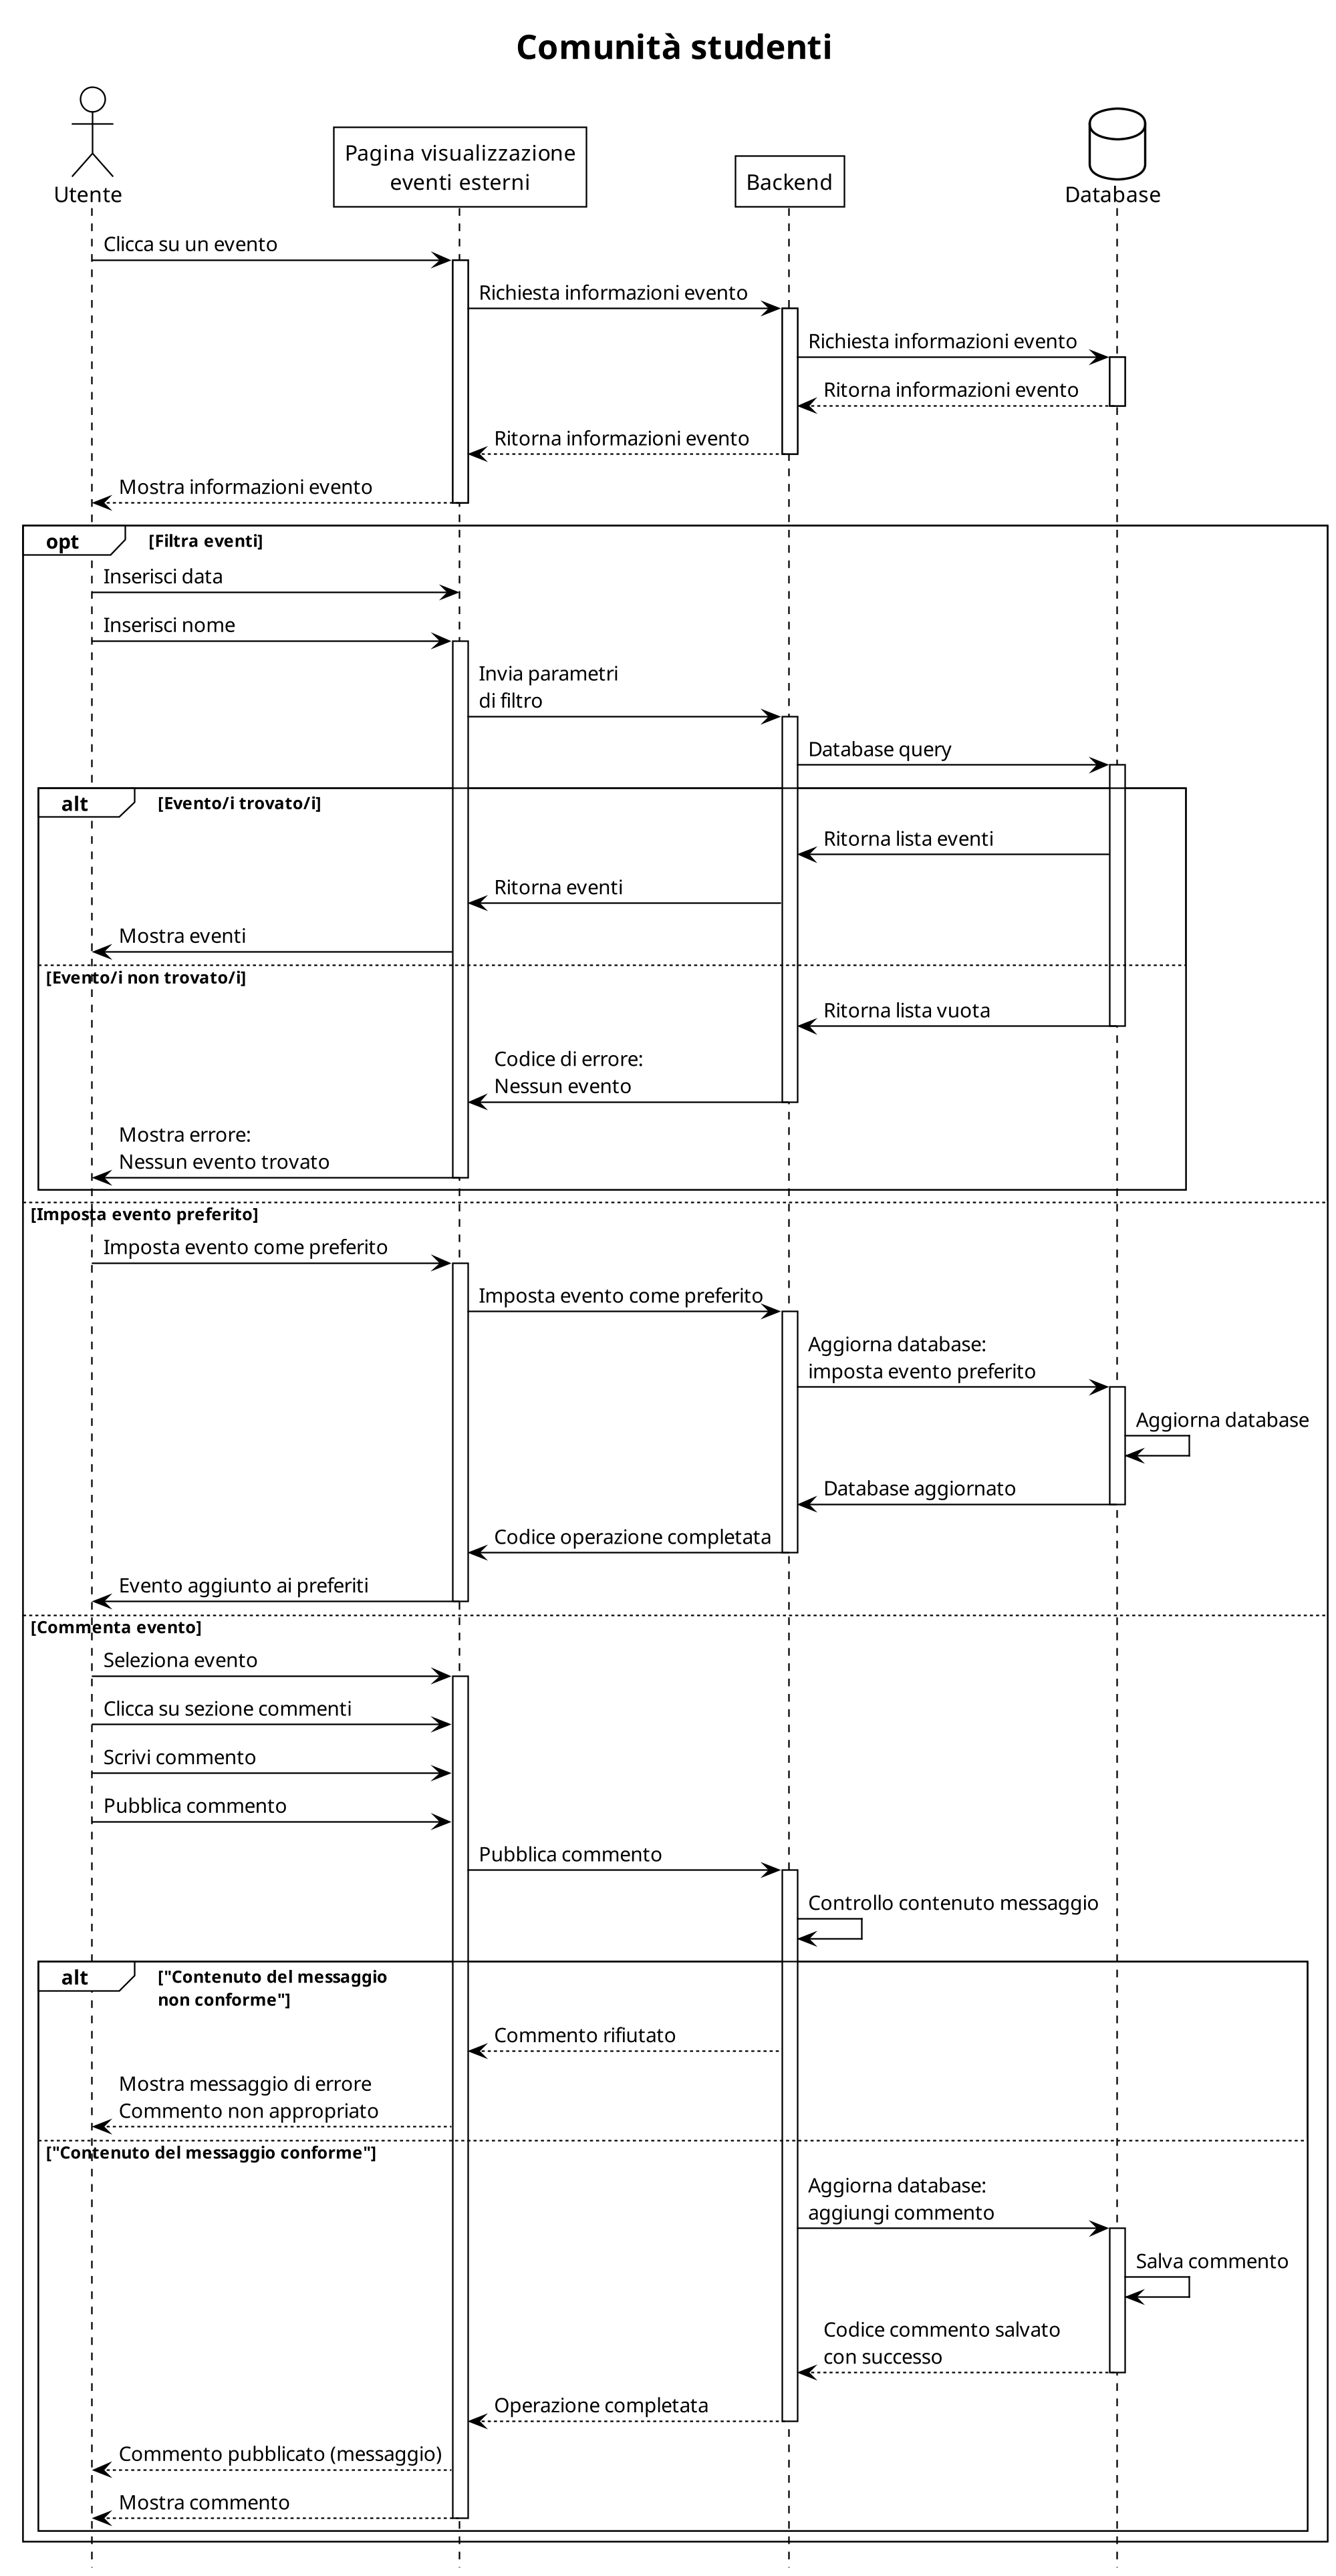 Comunità studenti
Utente
Pagina visualizzazione
eventi esterni
Backend
Database
Clicca su un evento
Richiesta informazioni evento
Richiesta informazioni evento
Ritorna informazioni evento
Ritorna informazioni evento
Mostra informazioni evento
opt [Filtra eventi]
Inserisci data
Inserisci nome
Invia parametri
di filtro
Database query
alt [Evento/i trovato/i]
Ritorna lista eventi
Ritorna eventi
Mostra eventi
[Evento/i non trovato/i]
Ritorna lista vuota
Codice di errore:
Nessun evento
Mostra errore:
Nessun evento trovato
[Imposta evento preferito]
Imposta evento come preferito
Imposta evento come preferito
Aggiorna database:
imposta evento preferito
Aggiorna database
Database aggiornato
Codice operazione completata
Evento aggiunto ai preferiti
[Commenta evento]
Seleziona evento
Clicca su sezione commenti
Scrivi commento
Pubblica commento
Pubblica commento
Controllo contenuto messaggio
alt ["Contenuto del messaggio
non conforme"]
Commento rifiutato
Mostra messaggio di errore
Commento non appropriato
["Contenuto del messaggio conforme"]
Aggiorna database:
aggiungi commento
Salva commento
Codice commento salvato
con successo
Operazione completata
Commento pubblicato (messaggio)
Mostra commento